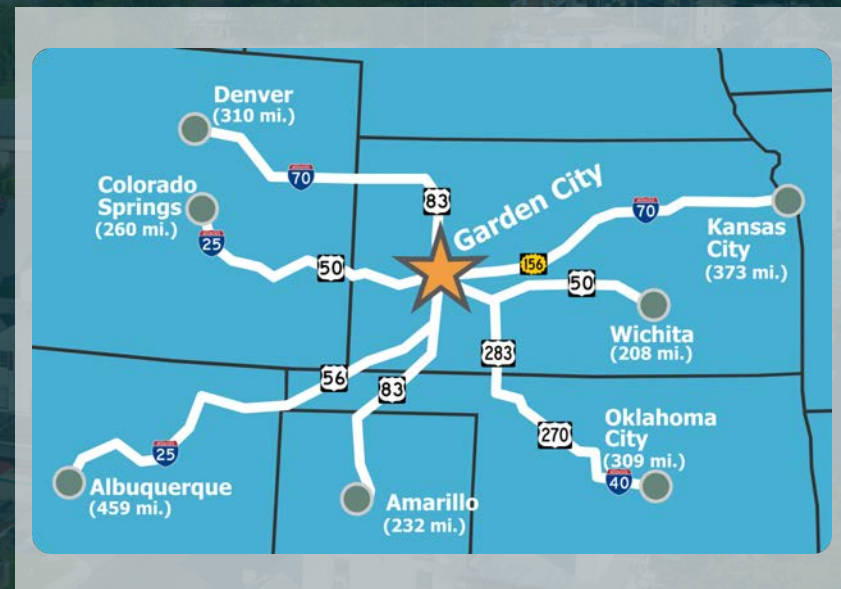 Denver
(310 mi.)
70
83
Colorado
Springs
(260 mi.)
25
50
Garden City
156
70
Kansas
City
(373 mi.)
50
Wichita
(208 mi.)
283
56
83
270
Oklahoma
City
(309 mi.)
40
25
Albuquerque
(459 mi.)
Amarillo
(232 mi.)